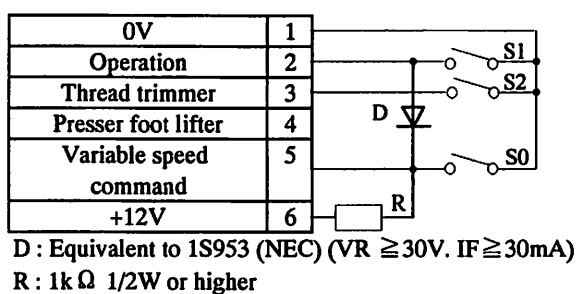 0V 1
Operation 2 S1
Thread trimmer 3 S2
Presser foot lifter 4 D
Variable speed 5 S0
command
+12V 6 R
D : Equivalent to 1S953 (NEC) (VR ≧30V. IF≧30mA)
R : 1kΩ 1/2W or higher